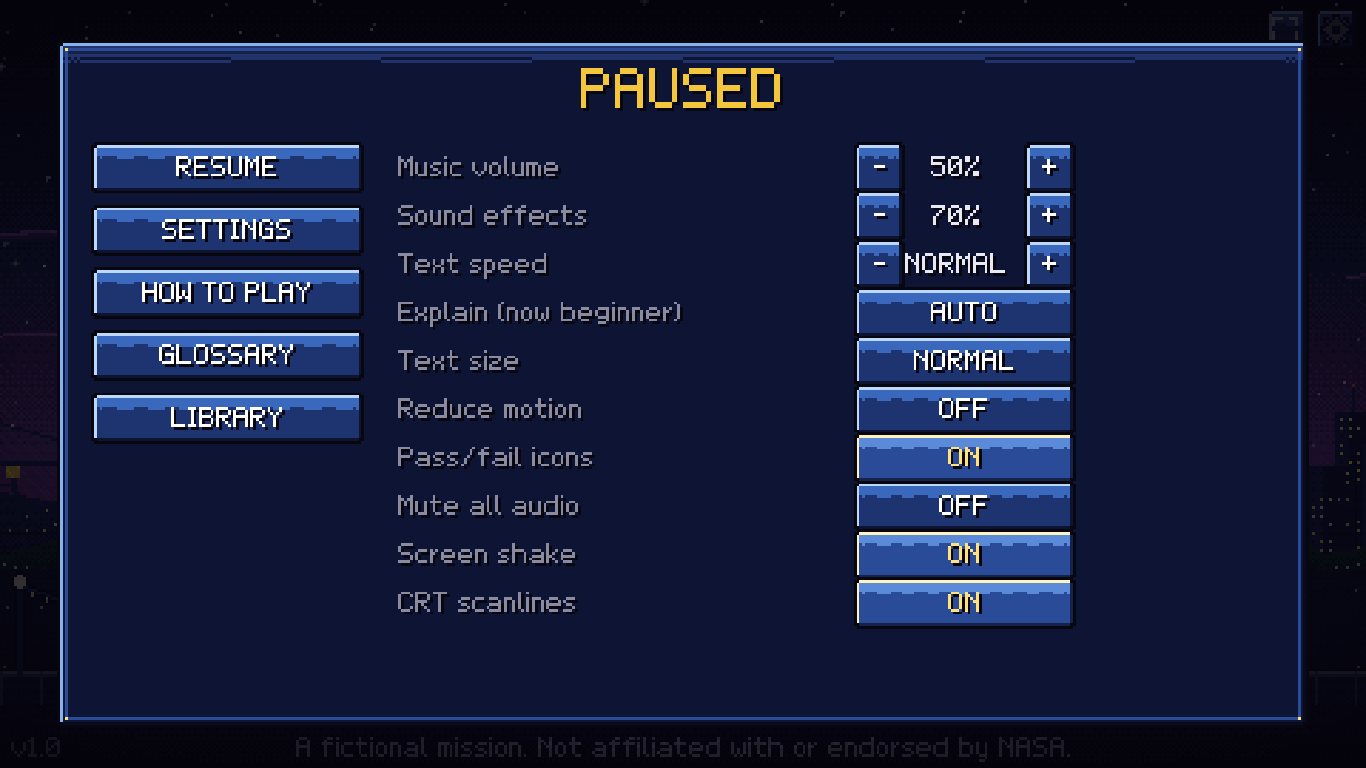 PAUSED
RESUME
SETTINGS
HOW TO PLAY
GLOSSARY
LIBRARY
Music volume - 50% +
Sound effects - 70% +
Text speed - NORMAL +
Explain (now beginner) AUTO
Text size NORMAL
Reduce motion OFF
Pass/fail icons ON
Mute all audio OFF
Screen shake ON
CRT scanlines ON
v1.0
A fictional mission. Not affiliated with or endorsed by NASA.